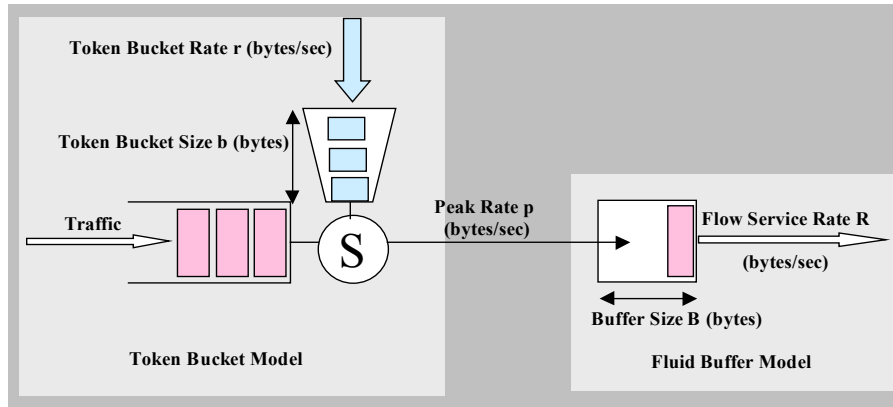 Token Bucket Rate r (bytes/sec)
Token Bucket Size b (bytes)
Traffic
S
Peak Rate p
(bytes/sec)
Flow Service Rate R
(bytes/sec)
Buffer Size B (bytes)
Token Bucket Model
Fluid Buffer Model